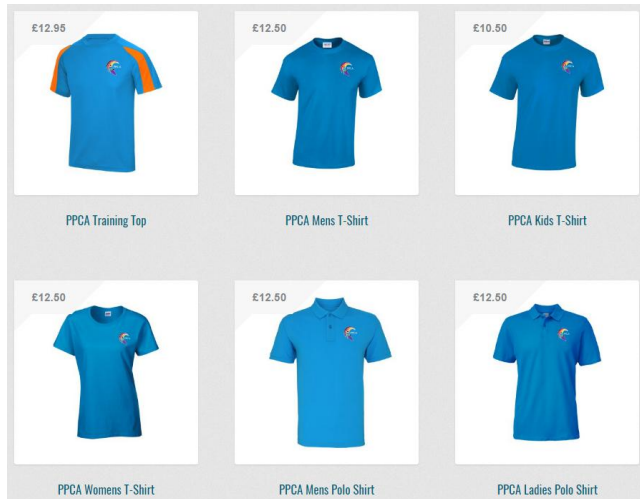 £12.95
£12.50
£10.50
PPCA Training Top
PPCA Mens T-Shirt
PPCA Kids T-Shirt
£12.50
£12.50
£12.50
PPCA Womens T-Shirt
PPCA Mens Polo Shirt
PPCA Ladies Polo Shirt